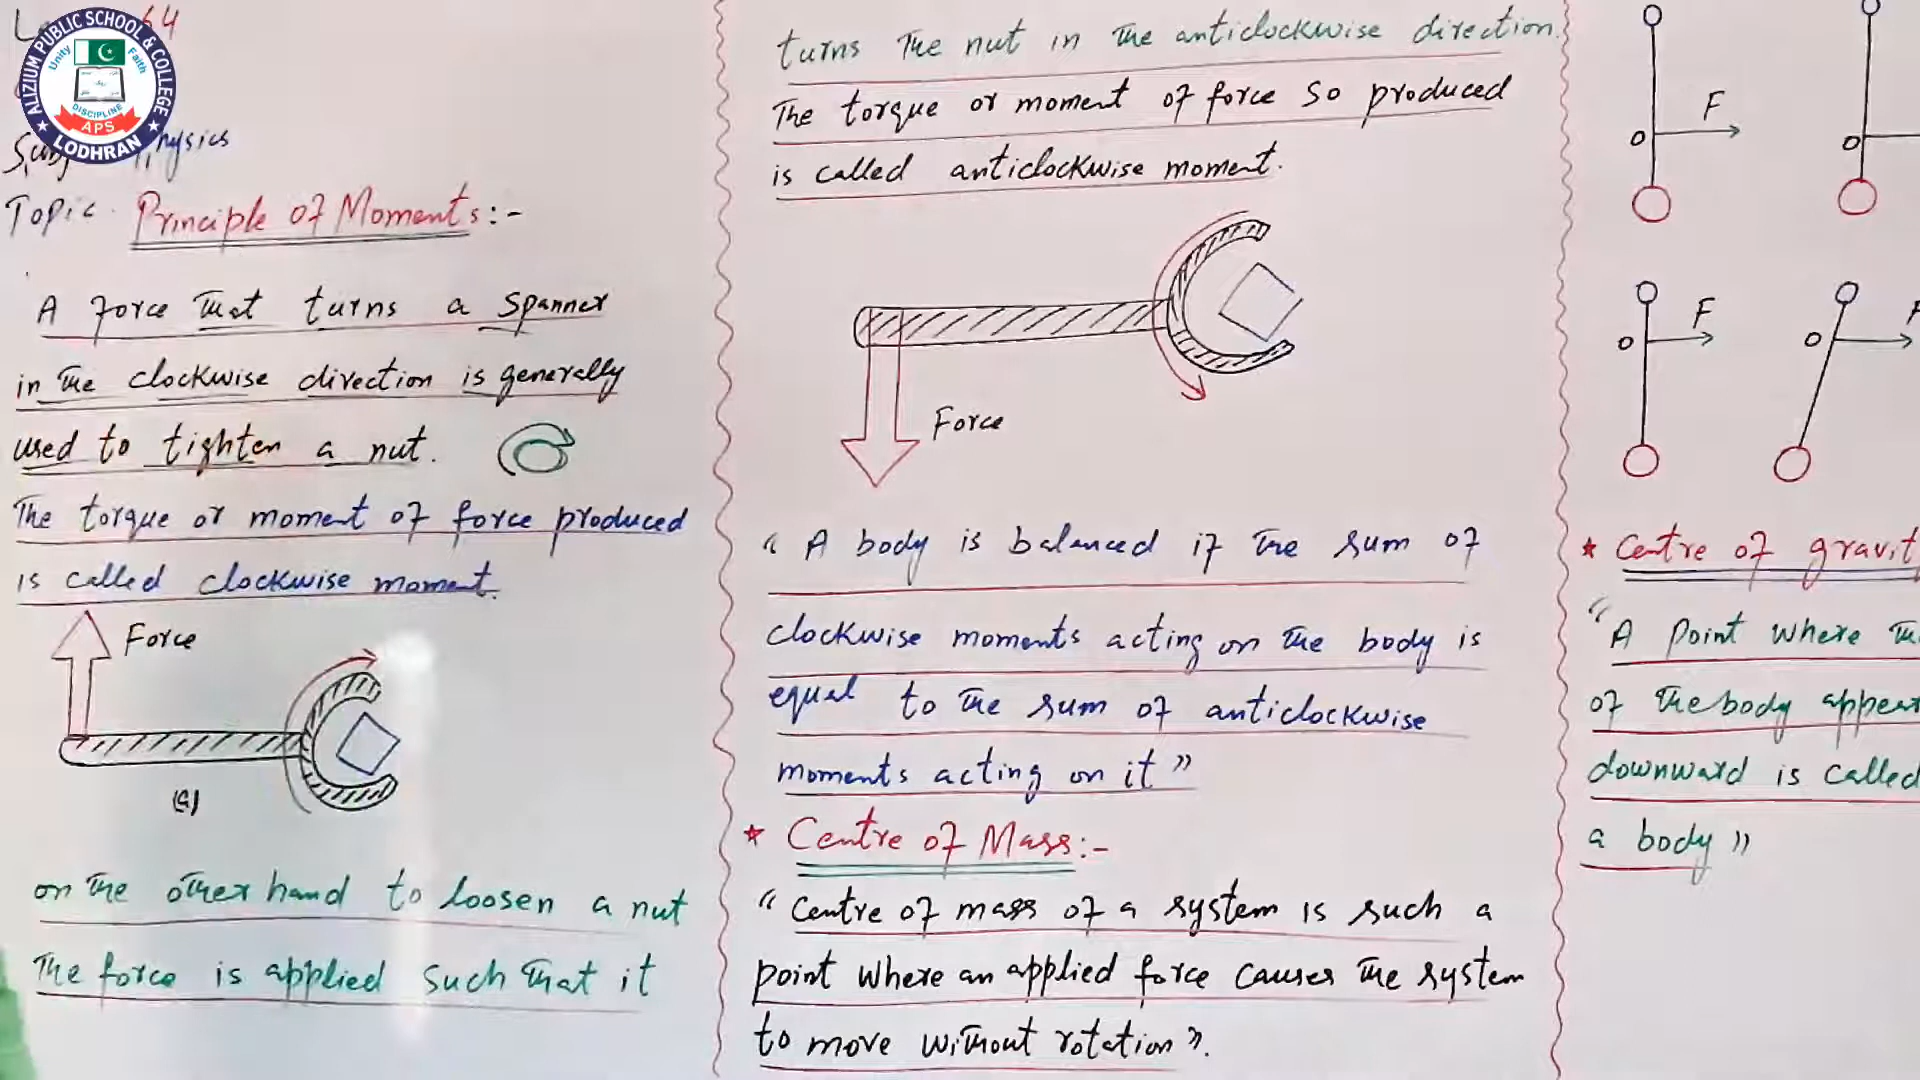 64
ALIZIUM PUBLIC SCHOOL & COLLEGE
Unity
Faith
DISCIPLINE
APS
LODHRAN
Physics
Topic. Principle of Moments:-
A force that turns a spanner
in the clockwise direction is generally
used to tighten a nut.
The torque or moment of force produced
is called clockwise moment.
Force
(a)
on the other hand to loosen a nut
The force is applied such that it
turns the nut in the anticlockwise direction.
The torque or moment of force so produced
is called anticlockwise moment.
Force
" A body is balanced if the sum of
clockwise moments acting on the body is
equal to the sum of anticlockwise
moments acting on it"
* Centre of Mass:-
" Centre of mass of a system is such a
point where an applied force causes the system
to move without rotation".
F
o
o
F
o
o
F
* Centre of gravit
"A point where
of the body appear
downward is called
a body"